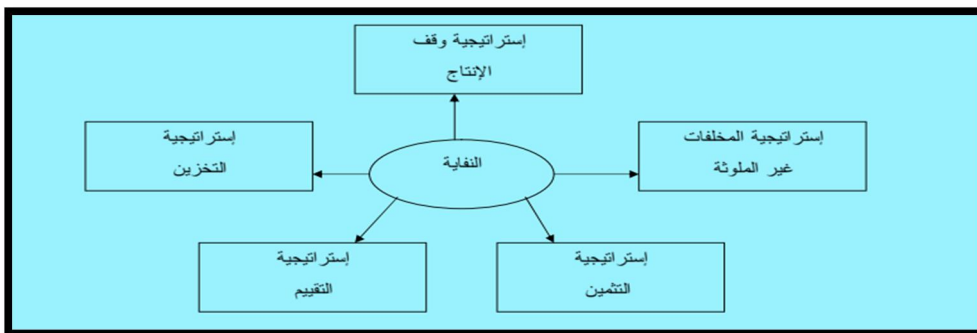 إستراتيجية وقف
الإنتاج
إستراتيجية المخلفات
غير الملوثة
النفاية
إستراتيجية
التخزين
إستراتيجية
التثمين
إستراتيجية
التقييم